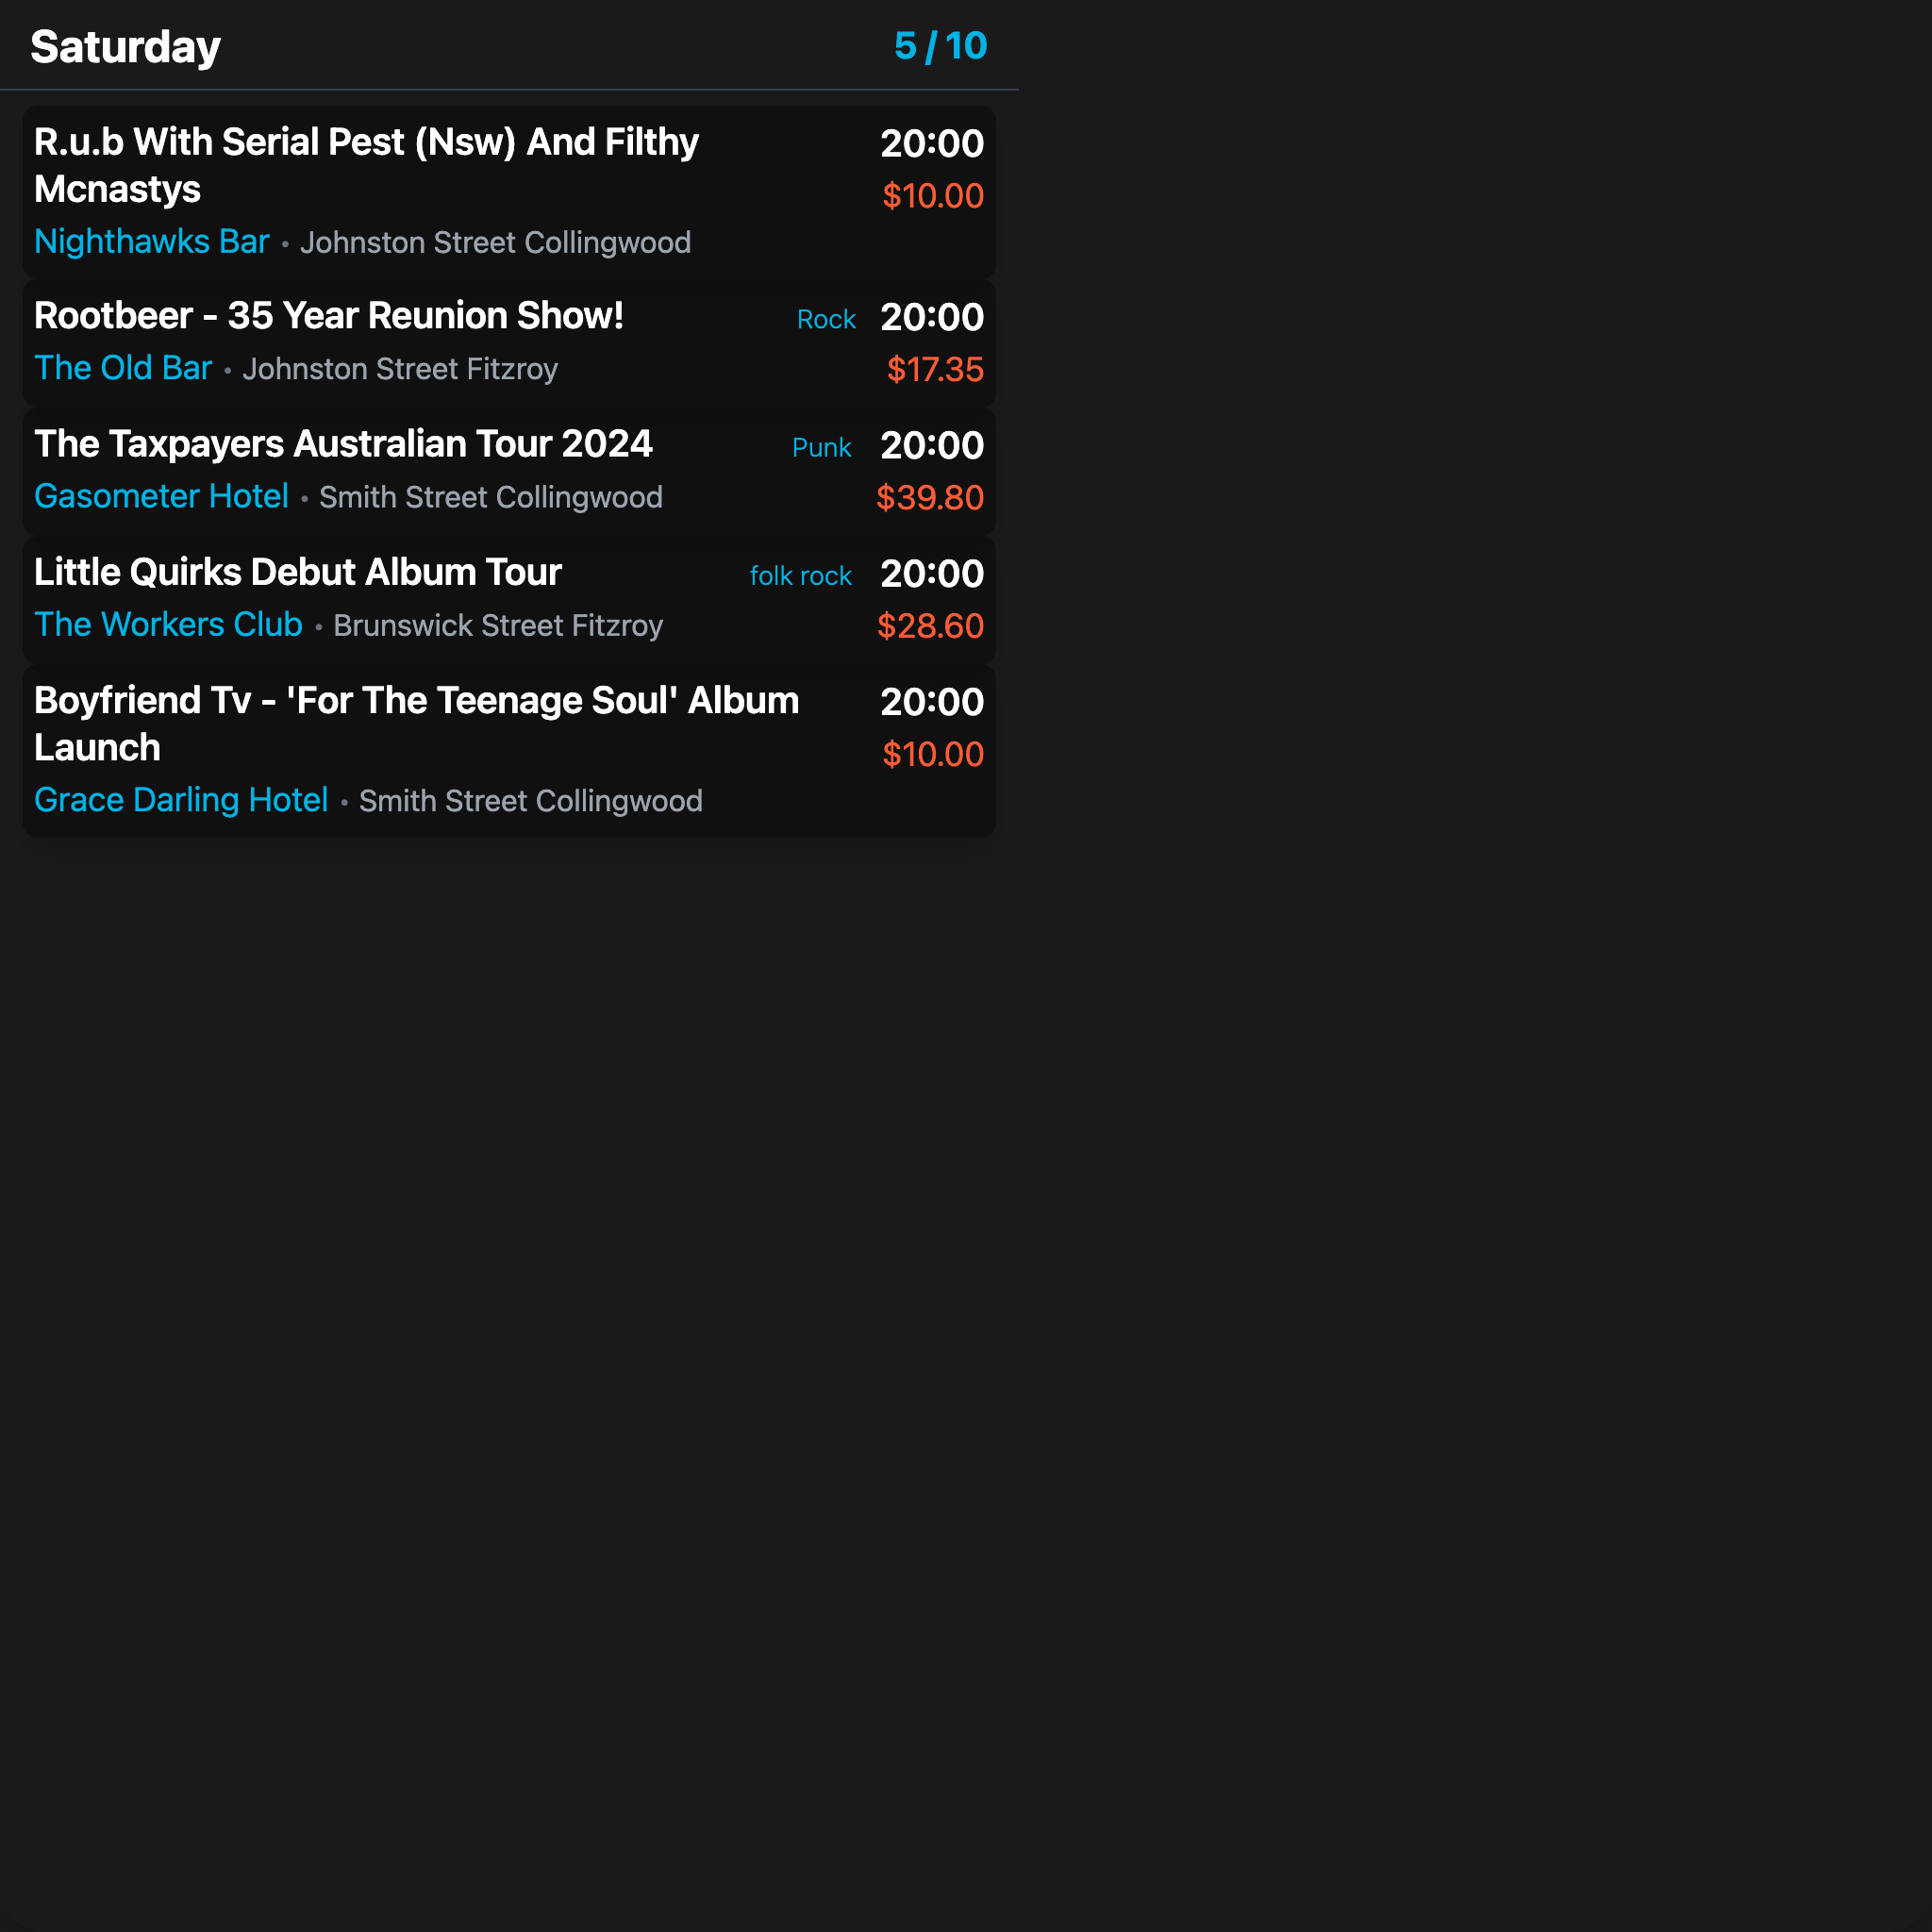 Saturday 5 / 10
R.u.b With Serial Pest (Nsw) And Filthy 20:00
Mcnastys $10.00
Nighthawks Bar • Johnston Street Collingwood
Rootbeer - 35 Year Reunion Show! Rock 20:00
The Old Bar • Johnston Street Fitzroy $17.35
The Taxpayers Australian Tour 2024 Punk 20:00
Gasometer Hotel • Smith Street Collingwood $39.80
Little Quirks Debut Album Tour folk rock 20:00
The Workers Club • Brunswick Street Fitzroy $28.60
Boyfriend Tv - 'For The Teenage Soul' Album 20:00
Launch $10.00
Grace Darling Hotel • Smith Street Collingwood